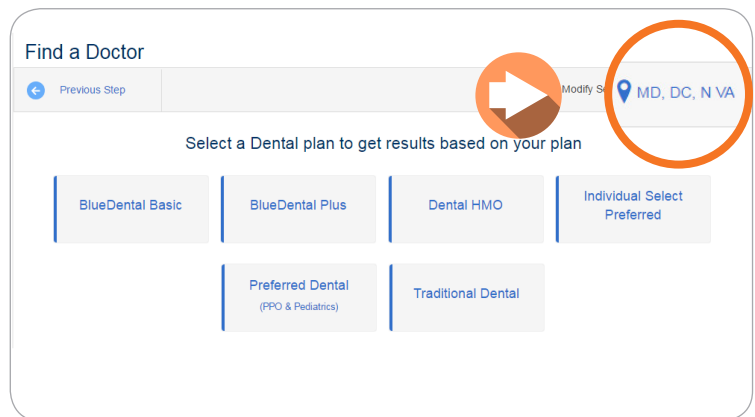 Find a Doctor
Previous Step
Modify
MD, DC, N VA
Select a Dental plan to get results based on your plan
BlueDental Basic
BlueDental Plus
Dental HMO
Individual Select
Preferred
Preferred Dental
(PPO & Pediatrics)
Traditional Dental